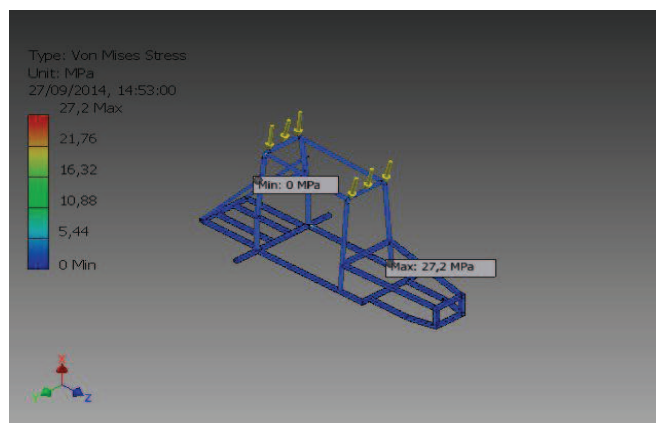 Type: Von Mises Stress
Unit: MPa
27/09/2014, 14:53:00
27,2 Max
21,76
16,32
10,88
5,44
0 Min
Min: 0 MPa
Max: 27,2 MPa
X
Y
Z